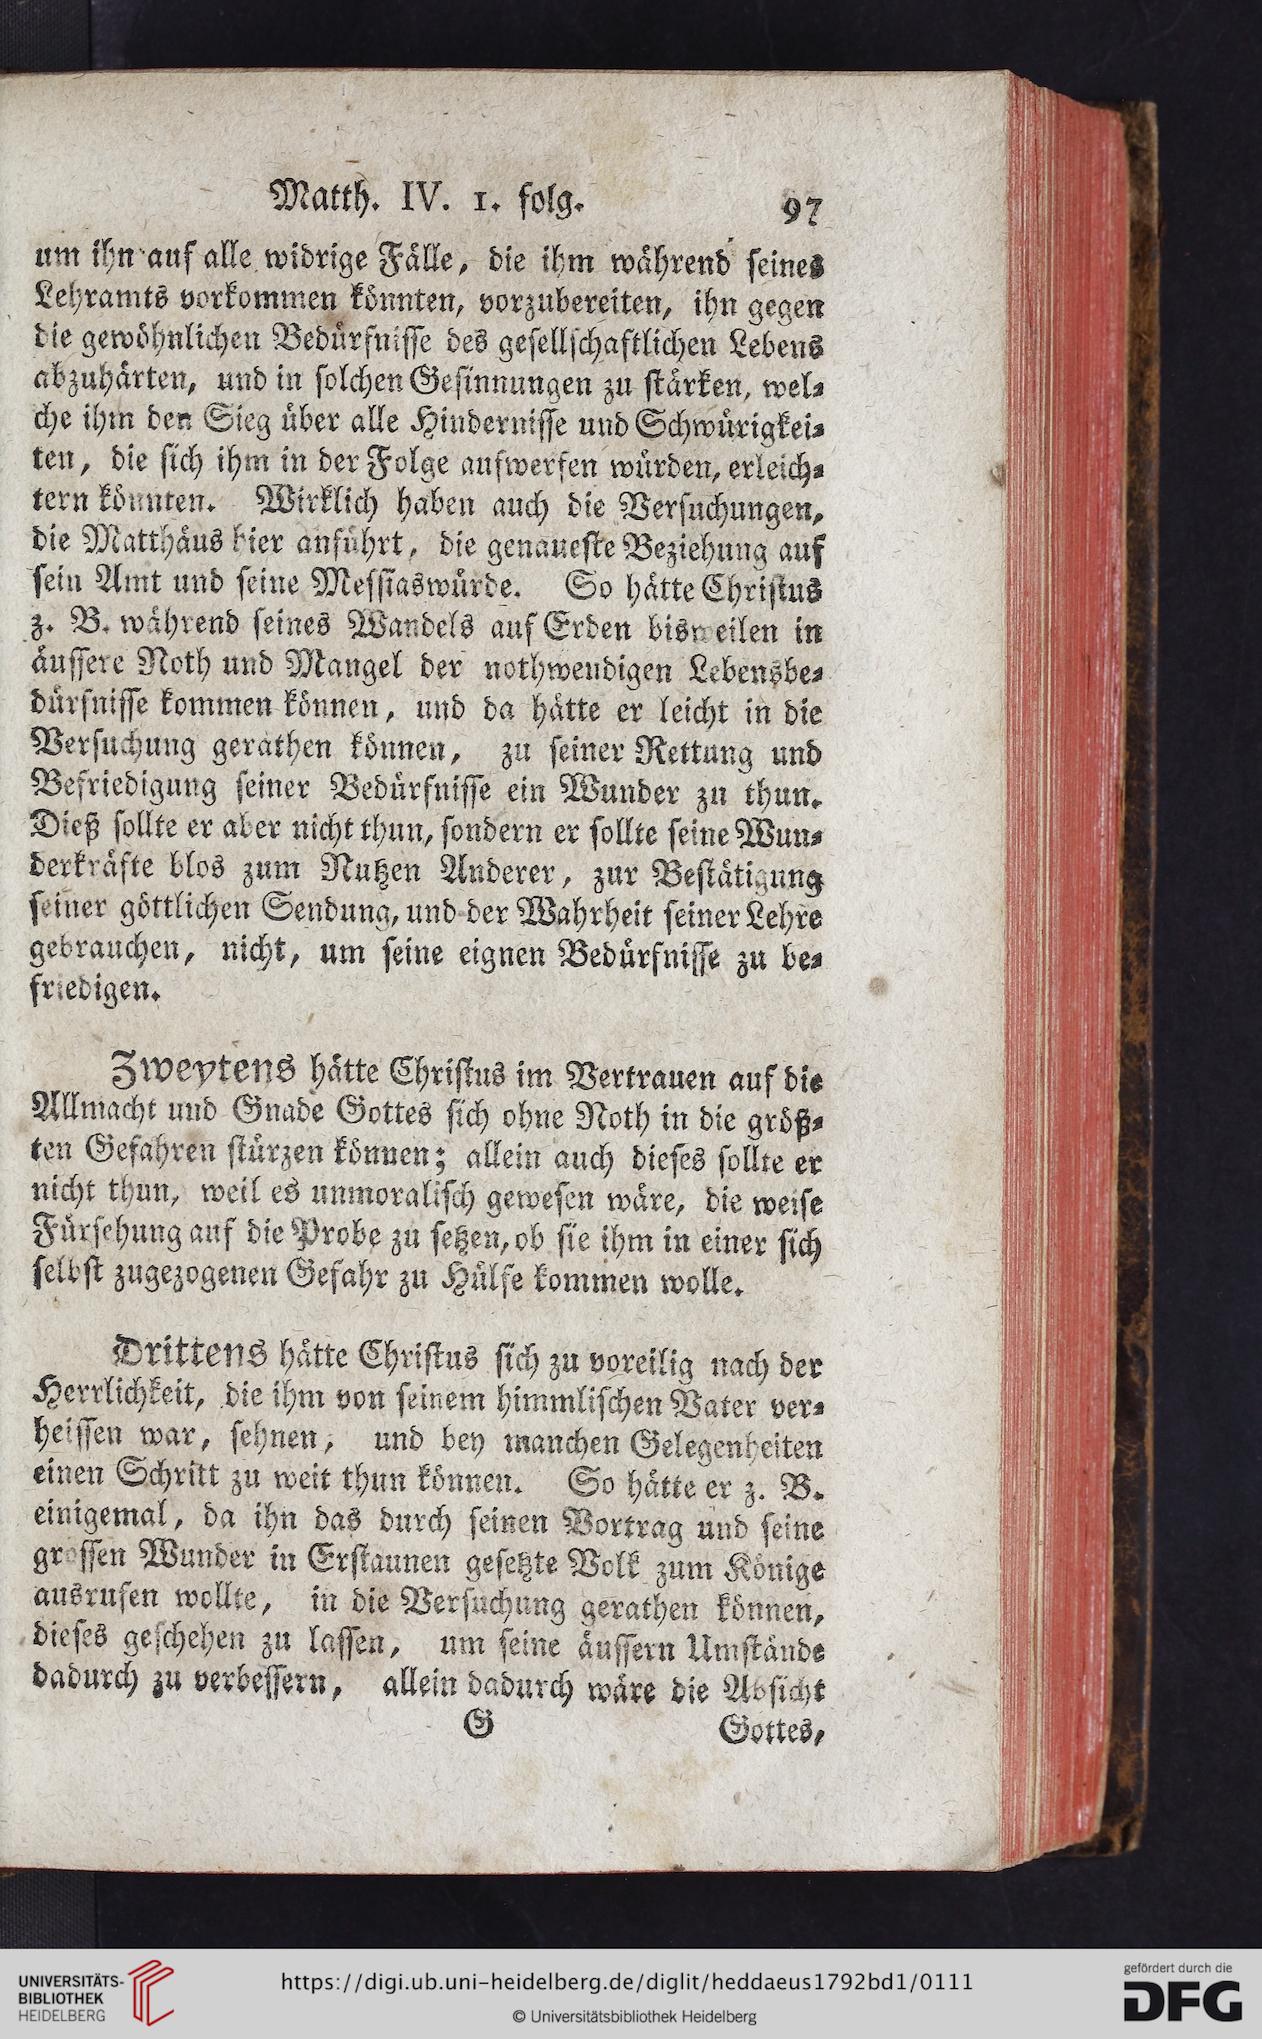 Matth. IV. 1. folg. 97
um ihn auf alle widrige Fälle, die ihm während seines
Lehramts vorkommen könnten, vorzubereiten, ihn gegen
die gewöhnlichen Bedürfnisse des gesellschaftlichen Lebens
abzuhärten, und in solchen Gesinnungen zu stärken, wel-
che ihm den Sieg über alle Hindernisse und Schwürigkei-
ten, die sich ihm in der Folge aufwerfen würden, erleich-
tern könnten. Wirklich haben auch die Versuchungen,
die Matthäus hier anführt, die genaueste Beziehung auf
sein Amt und seine Messiaswürde. So hätte Christus
z. B. während seines Wandels auf Erden bisweilen in
äussere Noth und Mangel der nothwendigen Lebensbe-
dürfnisse kommen können, und da hätte er leicht in die
Versuchung gerathen können, zu seiner Rettung und
Befriedigung seiner Bedürfnisse ein Wunder zu thun.
Dieß sollte er aber nicht thun, sondern er sollte seine Wun-
derkräfte blos zum Nutzen Anderer, zur Bestätigung
seiner göttlichen Sendung, und der Wahrheit seiner Lehre
gebrauchen, nicht, um seine eignen Bedürfnisse zu be-
friedigen.
Zweytens hätte Christus im Vertrauen auf die
Allmacht und Gnade Gottes sich ohne Noth in die größ-
ten Gefahren stürzen können; allein auch dieses sollte er
nicht thun, weil es unmoralisch gewesen wäre, die weise
Fürsehung auf die Probe zu setzen, ob sie ihm in einer sich
selbst zugezogenen Gefahr zu Hülfe kommen wolle.
Drittens hätte Christus sich zu voreilig nach der
Herrlichkeit, die ihm von seinem himmlischen Vater ver-
heissen war, sehnen, und bey manchen Gelegenheiten
einen Schritt zu weit thun können. So hätte er z. B.
einigemal, da ihn das durch seinen Vortrag und seine
grossen Wunder in Erstaunen gesetzte Volk zum Könige
ausrufen wollte, in die Versuchung gerathen können,
dieses geschehen zu lassen, um seine äussern Umstände
dadurch zu verbessern, allein dadurch wäre die Absicht
G Gottes,
UNIVERSITÄTS-
BIBLIOTHEK
HEIDELBERG
https://digi.ub.uni-heidelberg.de/diglit/heddaeus1792bd1/0111
© Universitätsbibliothek Heidelberg
gefördert durch die
DFG